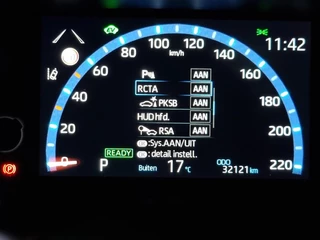 100 120
80 140
km/h
11:42
60 160
P AAN
RCTA AAN
40 180
PKSB AAN
HUD hfd. AAN
20 200
RSA AAN
:Sys.AAN/UIT
:detail instell.
READY
0 P Buiten 17 °C ODO 32121 km 220
(P)